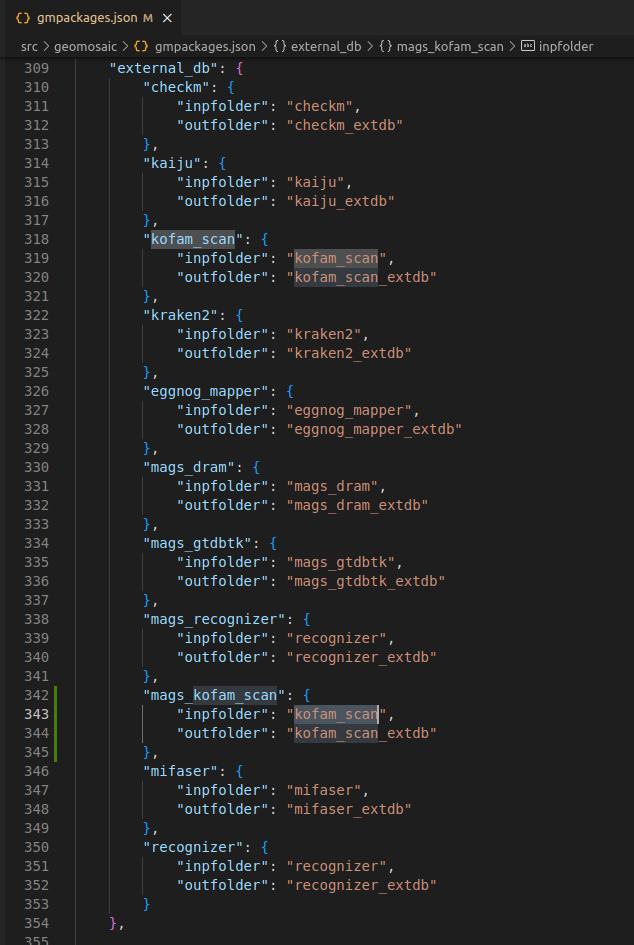 {} gmpackages.json M ×
src > geomosaic > {} gmpackages.json > {} external_db > {} mags_kofam_scan > abc inpfolder
309 "external_db": {
310 "checkm": {
311 "inpfolder": "checkm",
312 "outfolder": "checkm_extdb"
313 },
314 "kaiju": {
315 "inpfolder": "kaiju",
316 "outfolder": "kaiju_extdb"
317 },
318 "kofam_scan": {
319 "inpfolder": "kofam_scan",
320 "outfolder": "kofam_scan_extdb"
321 },
322 "kraken2": {
323 "inpfolder": "kraken2",
324 "outfolder": "kraken2_extdb"
325 },
326 "eggnog_mapper": {
327 "inpfolder": "eggnog_mapper",
328 "outfolder": "eggnog_mapper_extdb"
329 },
330 "mags_dram": {
331 "inpfolder": "mags_dram",
332 "outfolder": "mags_dram_extdb"
333 },
334 "mags_gtdbtk": {
335 "inpfolder": "mags_gtdbtk",
336 "outfolder": "mags_gtdbtk_extdb"
337 },
338 "mags_recognizer": {
339 "inpfolder": "recognizer",
340 "outfolder": "recognizer_extdb"
341 },
342 "mags_kofam_scan": {
343 "inpfolder": "kofam_scan",
344 "outfolder": "kofam_scan_extdb"
345 },
346 "mifaser": {
347 "inpfolder": "mifaser",
348 "outfolder": "mifaser_extdb"
349 },
350 "recognizer": {
351 "inpfolder": "recognizer",
352 "outfolder": "recognizer_extdb"
353 }
354 },
355